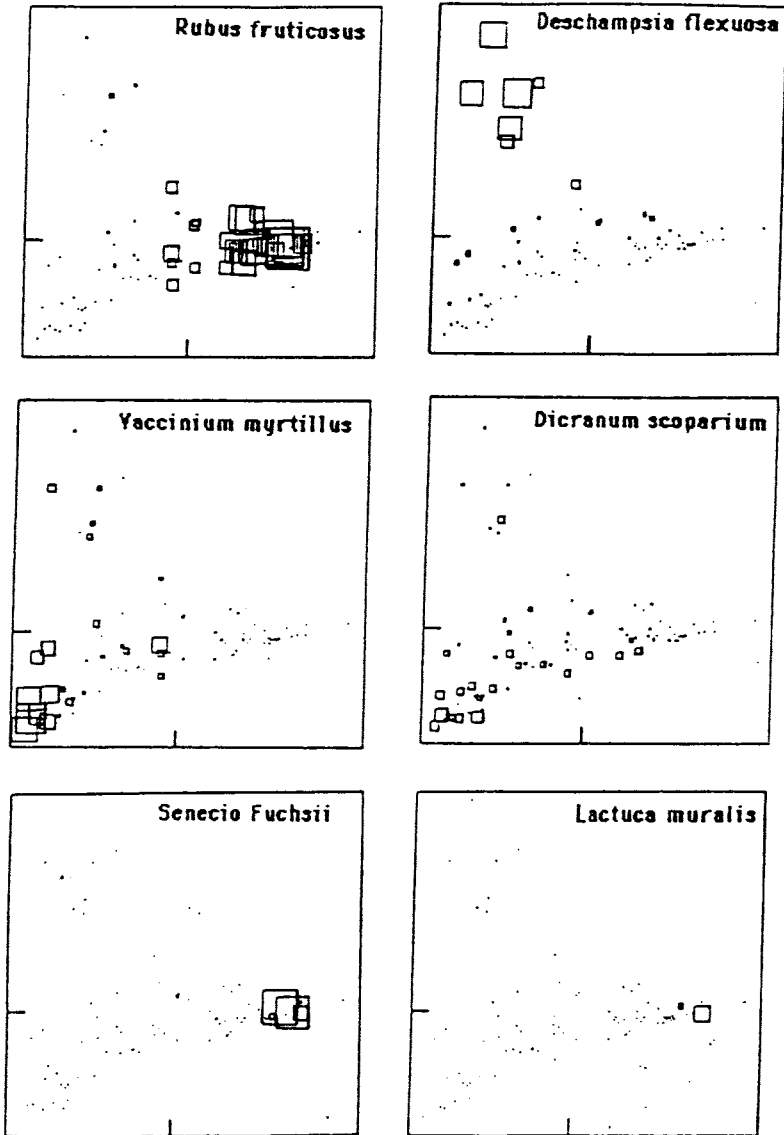 Rubus fruticosus
Deschampsia flexuosa
Vaccinium myrtillus
Dicranum scoparium
Senecio Fuchsii
Lactuca muralis